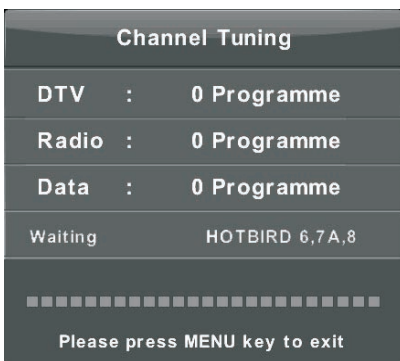 Channel Tuning
DTV : 0 Programme
Radio : 0 Programme
Data : 0 Programme
Waiting HOTBIRD 6,7A,8
Please press MENU key to exit